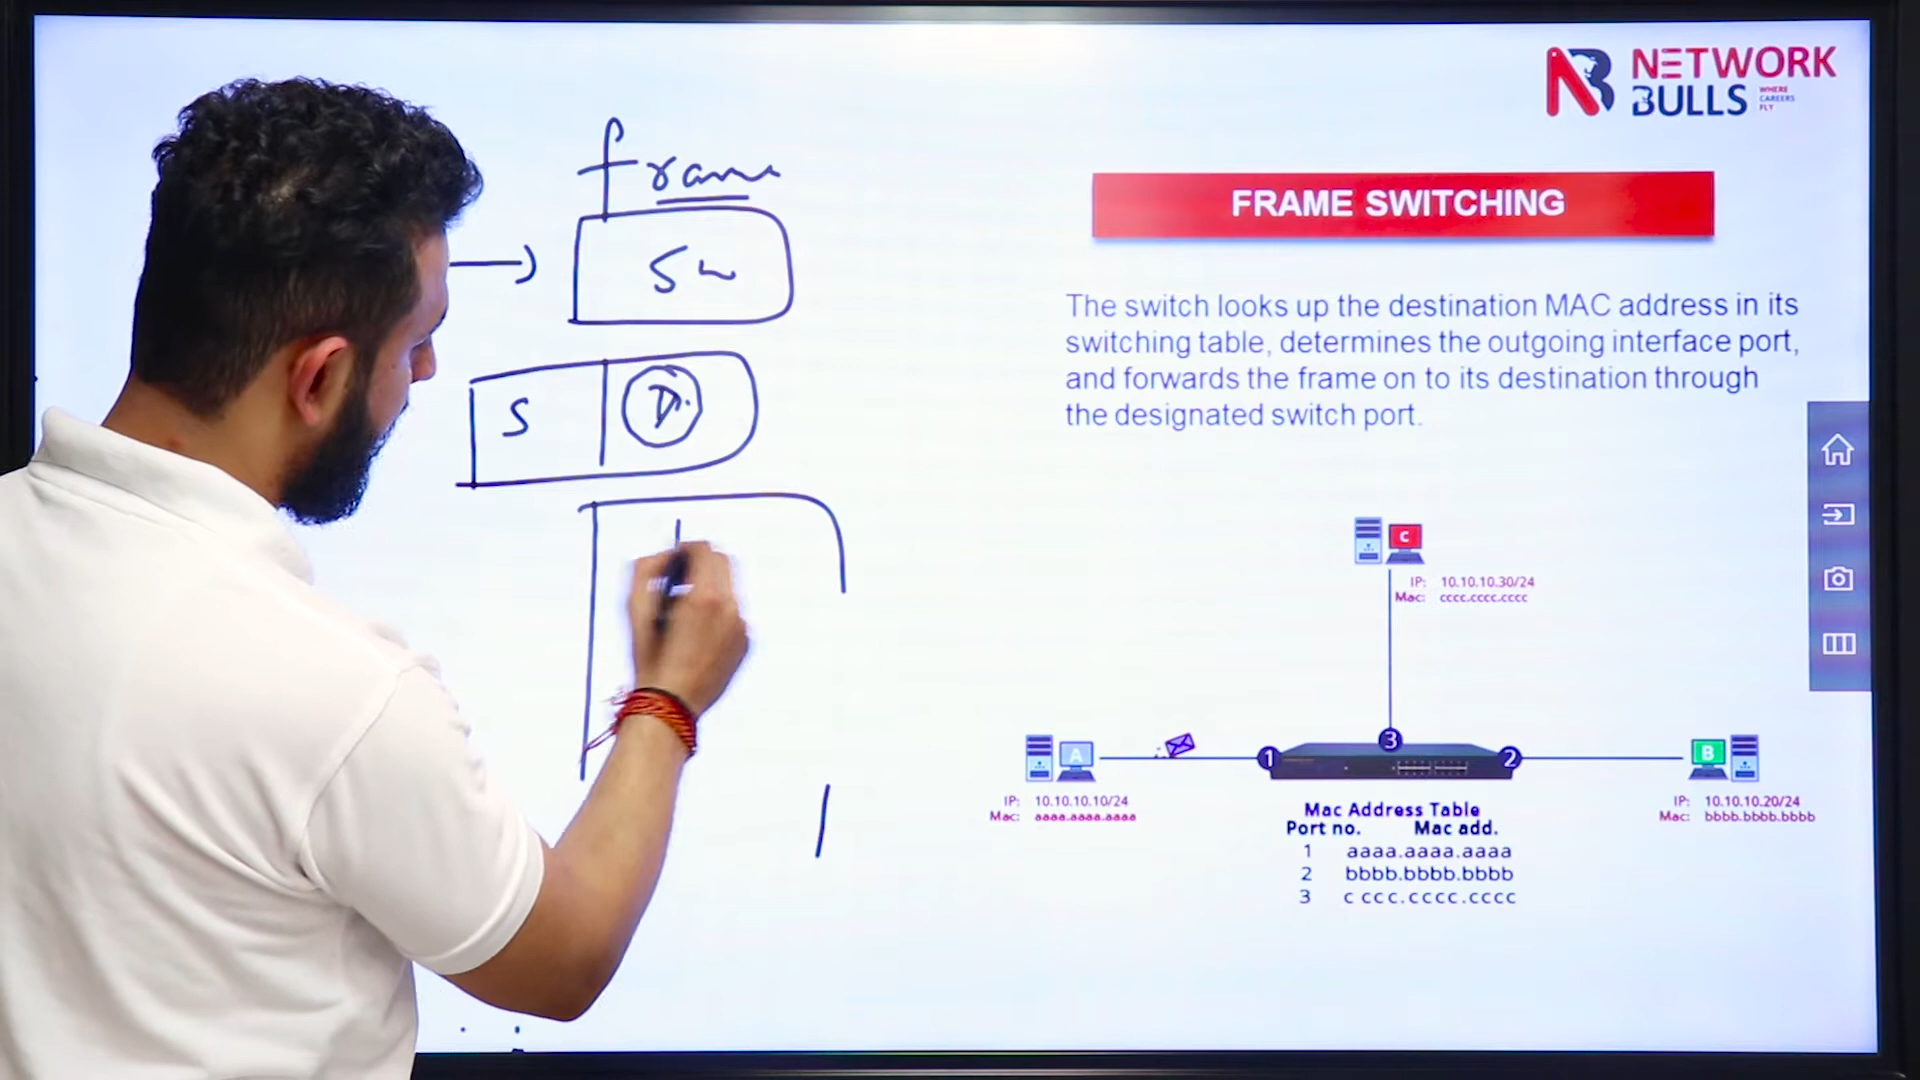 frame
Sw
S
D
NETWORK
BULLS
WHERE
CAREERS
FLY
FRAME SWITCHING
The switch looks up the destination MAC address in its
switching table, determines the outgoing interface port,
and forwards the frame on to its destination through
the designated switch port.
C
IP: 10.10.10.30/24
Mac: cccc.cccc.cccc
A
1
3
2
B
IP: 10.10.10.10/24
Mac: aaaa.aaaa.aaaa
IP: 10.10.10.20/24
Mac: bbbb.bbbb.bbbb
Mac Address Table
Port no. Mac add.
1 aaaa.aaaa.aaaa
2 bbbb.bbbb.bbbb
3 c ccc.cccc.cccc